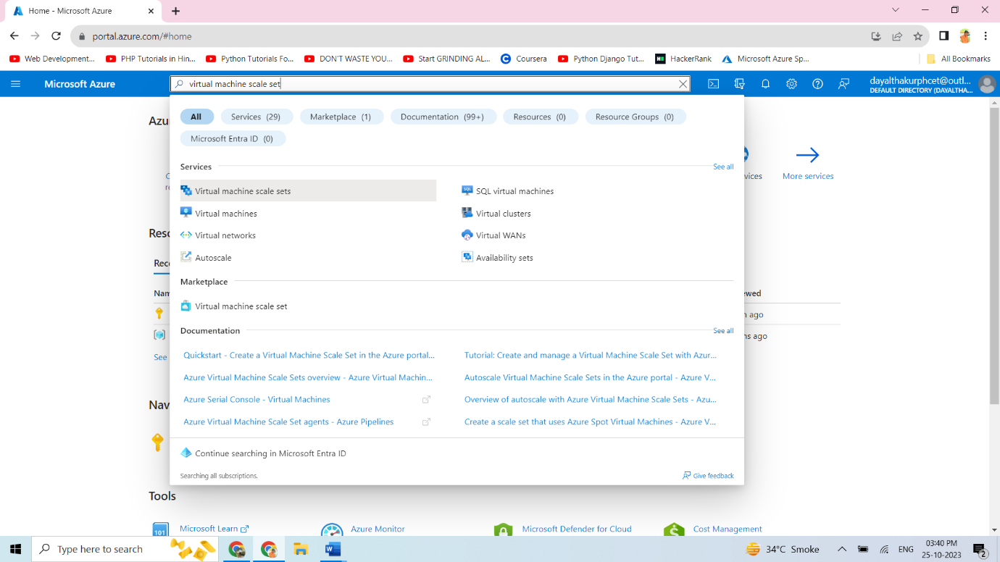 Home - Microsoft Azure
portal.azure.com/#home
Web Development... PHP Tutorials in Hin... Python Tutorials Fo... DON'T WASTE YOU... Start GRINDING AL... Coursera Python Django Tut... HackerRank Microsoft Azure Sp... All Bookmarks
Microsoft Azure
virtual machine scale set
dayalthakurphcet@outl...
DEFAULT DIRECTORY (DAYALTHA...
All Services (29) Marketplace (1) Documentation (99+) Resources (0) Resource Groups (0)
Microsoft Entra ID (0)
Azu
Services See all
vices More services
Virtual machine scale sets SQL virtual machines
Virtual machines Virtual clusters
Virtual networks Virtual WANs
Autoscale Availability sets
Reso
Rece
Marketplace
Nam ewed
Virtual machine scale set
n ago
Documentation See all
ns ago
See
Quickstart - Create a Virtual Machine Scale Set in the Azure portal... Tutorial: Create and manage a Virtual Machine Scale Set with Azur...
Azure Virtual Machine Scale Sets overview - Azure Virtual Machin... Autoscale Virtual Machine Scale Sets in the Azure portal - Azure V...
Azure Serial Console - Virtual Machines Overview of autoscale with Azure Virtual Machine Scale Sets - Azu...
Nav
Azure Virtual Machine Scale Set agents - Azure Pipelines Create a scale set that uses Azure Spot Virtual Machines - Azure V...
Continue searching in Microsoft Entra ID
Searching all subscriptions. Give feedback
Tools
101 Microsoft Learn Azure Monitor Microsoft Defender for Cloud Cost Management
Type here to search
34°C Smoke ENG 03:40 PM
25-10-2023 2